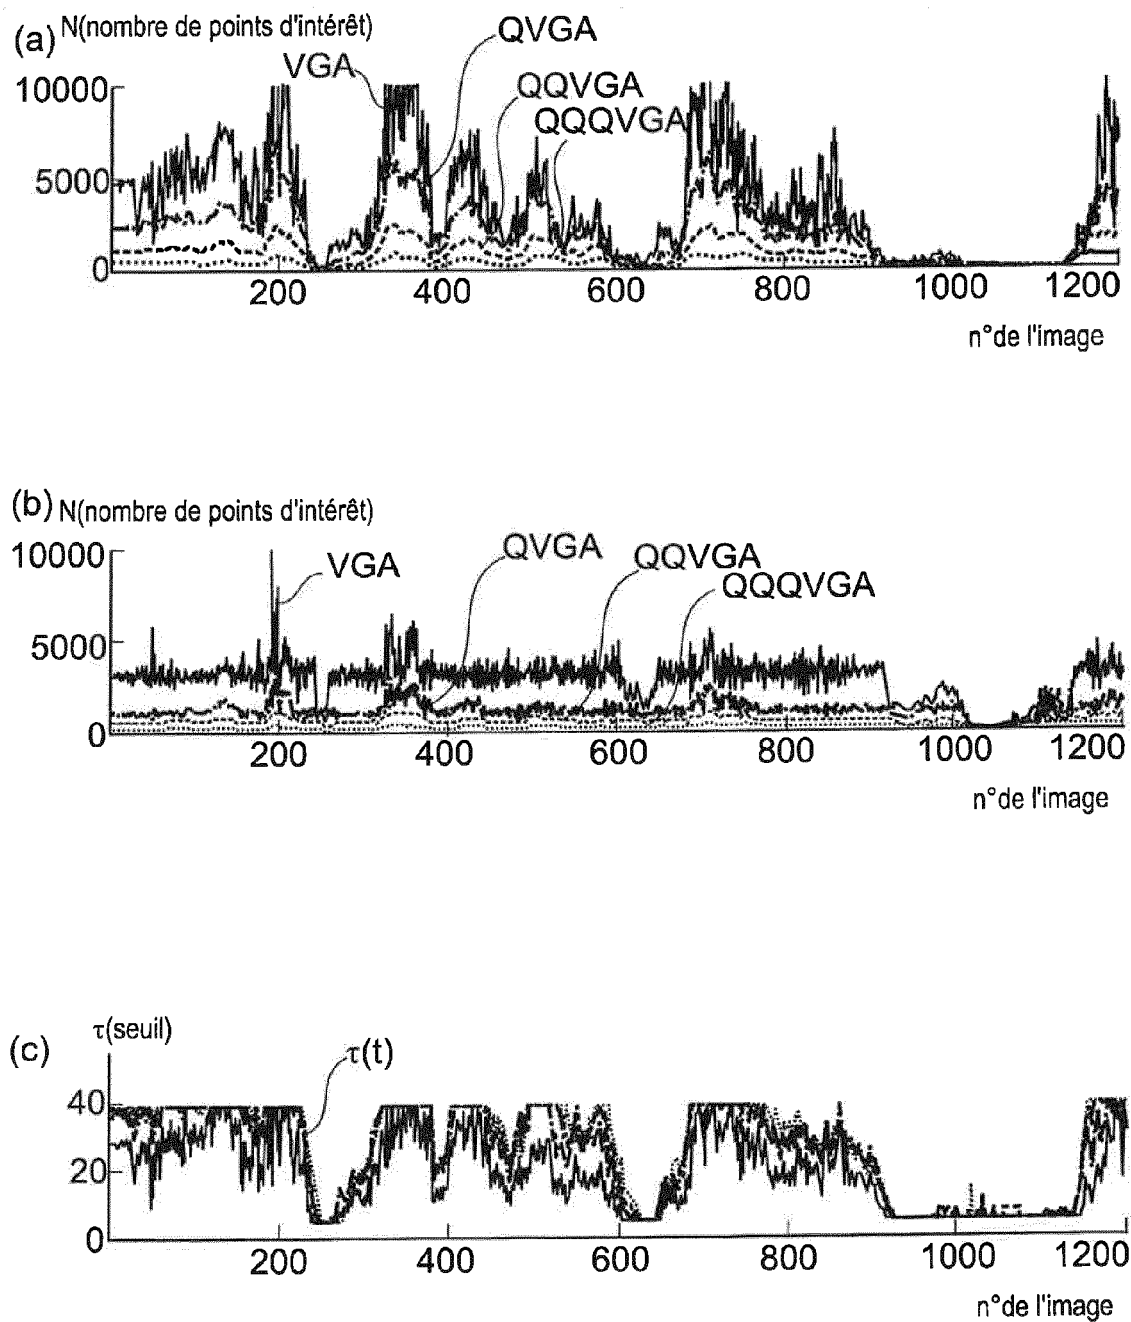 (a) N(nombre de points d'intérêt)
QVGA
VGA
QQVGA
QQQVGA
10000
5000
0
200 400 600 800 1000 1200
n°de l'image
(b) N(nombre de points d'intérêt)
QVGA
VGA
QQVGA
QQQVGA
10000
5000
0
200 400 600 800 1000 1200
n°de l'image
(c) τ(seuil)
τ(t)
40
20
0
200 400 600 800 1000 1200
n°de l'image